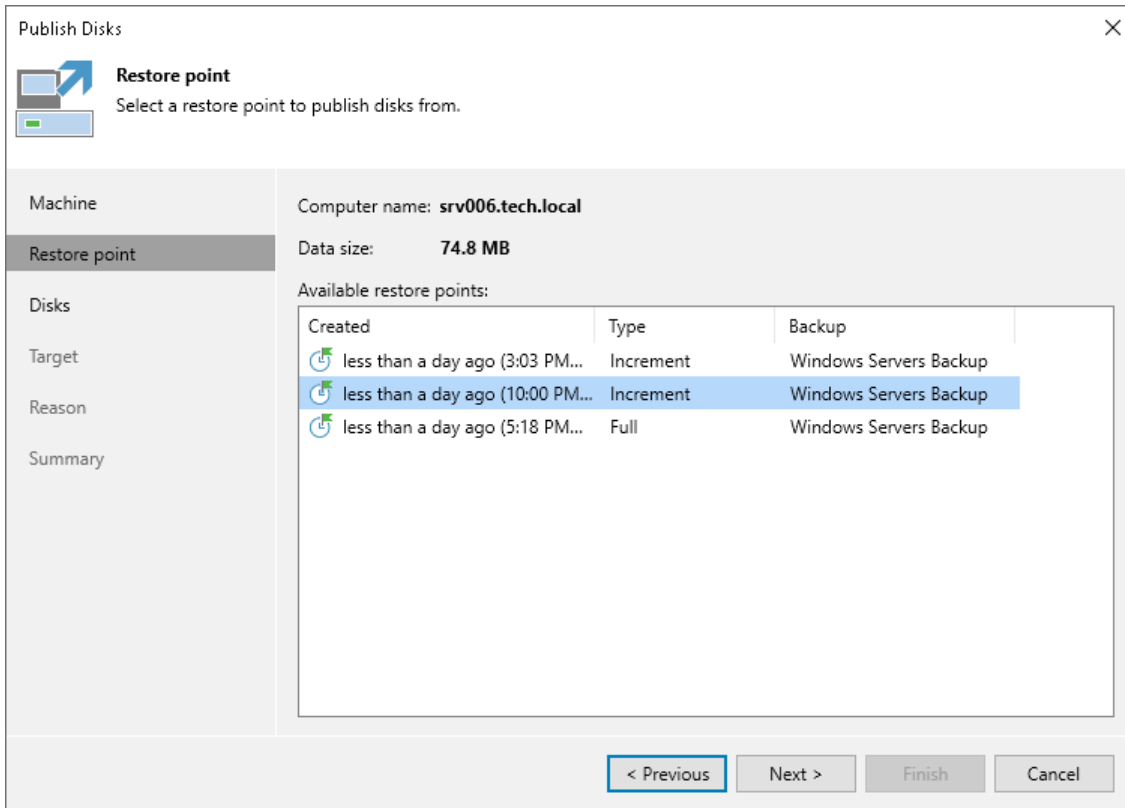 Publish Disks
Restore point
Select a restore point to publish disks from.
Machine
Restore point
Disks
Target
Reason
Summary
Computer name: srv006.tech.local
Data size: 74.8 MB
Available restore points:
Created Type Backup
less than a day ago (3:03 PM... Increment Windows Servers Backup
less than a day ago (10:00 PM... Increment Windows Servers Backup
less than a day ago (5:18 PM... Full Windows Servers Backup
< Previous Next > Finish Cancel